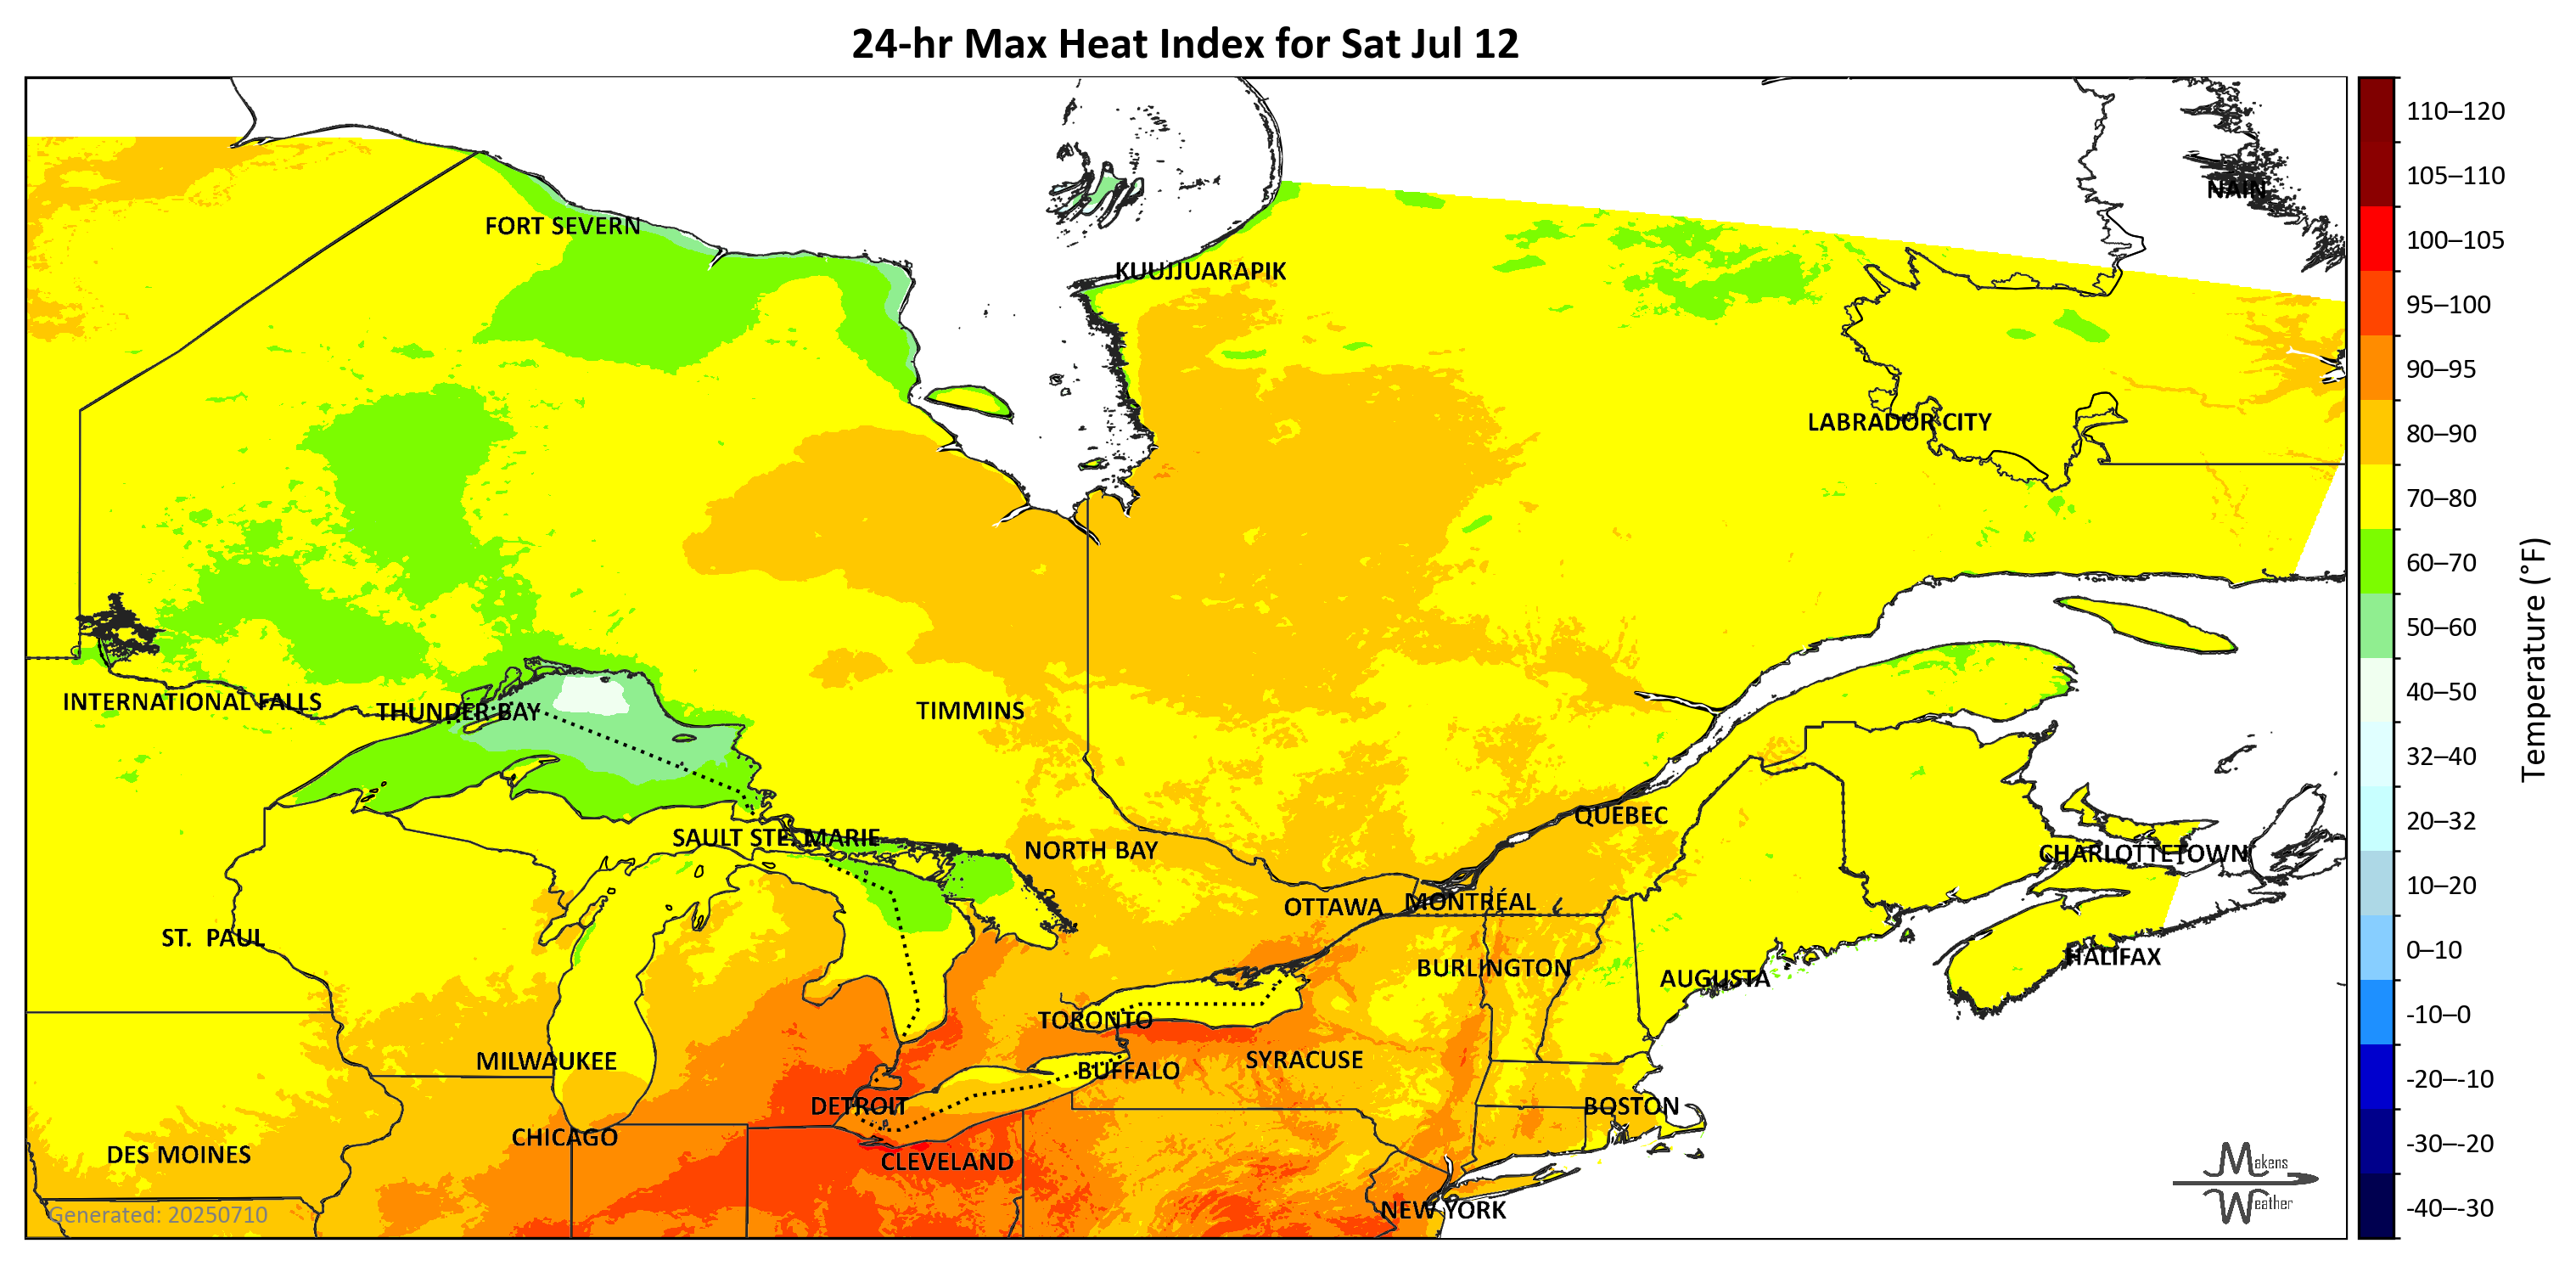 24-hr Max Heat Index for Sat Jul 12
NAIN
FORT SEVERN
KUUJJUARAPIK
LABRADOR CITY
INTERNATIONAL FALLS
THUNDER BAY
TIMMINS
QUÉBEC
SAULT STE. MARIE
NORTH BAY
CHARLOTTETOWN
OTTAWA
MONTRÉAL
ST. PAUL
HALIFAX
BURLINGTON
AUGUSTA
TORONTO
MILWAUKEE
BUFFALO
SYRACUSE
DETROIT
BOSTON
CHICAGO
DES MOINES
CLEVELAND
NEW YORK
Generated: 20250710
Makens
Weather
110–120
105–110
100–105
95–100
90–95
80–90
70–80
60–70
50–60
40–50
32–40
20–32
10–20
0–10
-10–0
-20–-10
-30–-20
-40–-30
Temperature (°F)